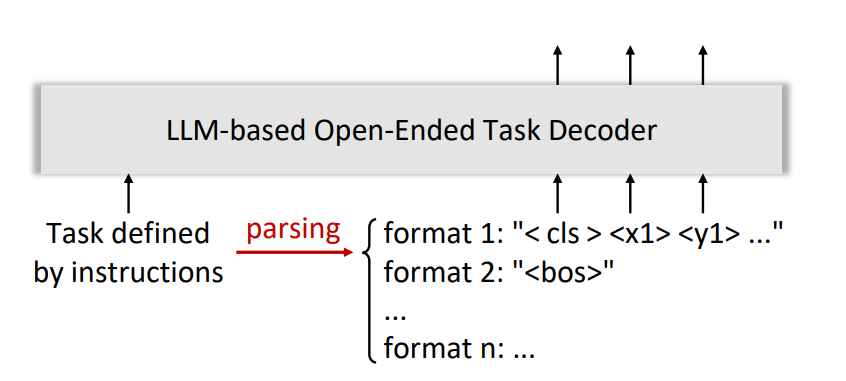 LLM-based Open-Ended Task Decoder
Task defined
by instructions
parsing
format 1: "< cls > <x1> <y1> ..."
format 2: "<bos>"
...
format n: ...